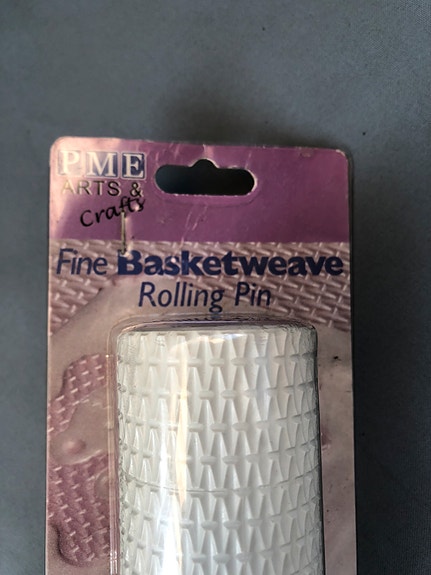 PME
ARTS &
Crafts
Fine Basketweave
Rolling Pin